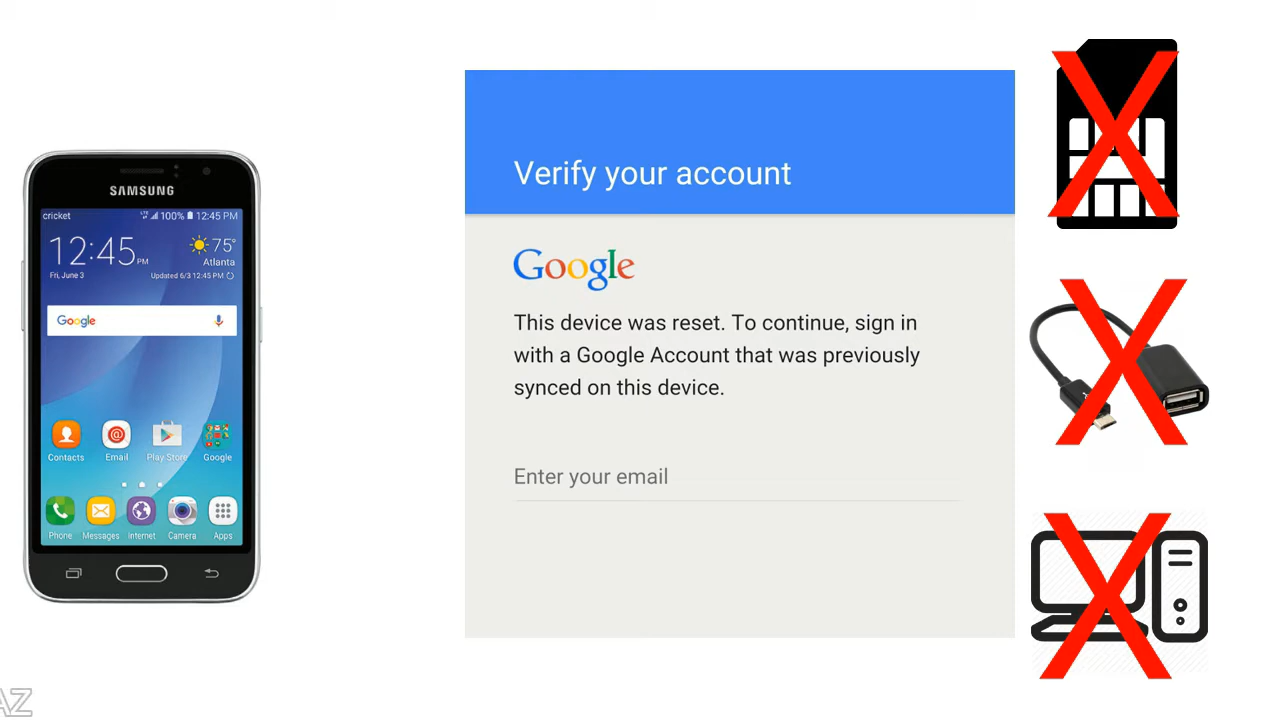 SAMSUNG
cricket
100% 12:45 PM
12:45 PM
75°
Fri, June 3
Atlanta
Updated 6/3 12:45 PM
Google
Contacts
Email
Play Store
Google
Phone
Messages
Internet
Camera
Apps
Verify your account
Google
This device was reset. To continue, sign in
with a Google Account that was previously
synced on this device.
Enter your email
AZ